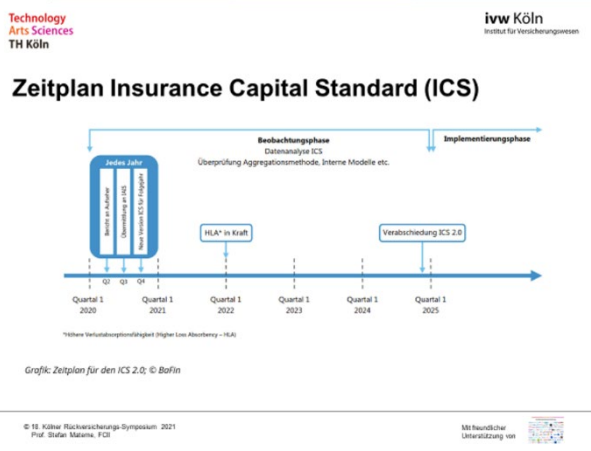 Technology
Arts Sciences
TH Köln
ivw Köln
Institut für Versicherungswesen
Zeitplan Insurance Capital Standard (ICS)
Beobachtungsphase
Datenanalyse ICS
Überprüfung Aggregationsmethode, Interne Modelle etc.
Implementierungsphase
Jedes Jahr
Bericht an Aufseher
Übermittlung an IAIS
Neue Version ICS für Folgejahr
HLA* in Kraft
Verabschiedung ICS 2.0
Q2 Q3 Q4
Quartal 1 Quartal 1 Quartal 1 Quartal 1 Quartal 1 Quartal 1
2020 2021 2022 2023 2024 2025
*Höhere Verlustabsorptionsfähigkeit (Higher Loss Absorbency – HLA)
Grafik: Zeitplan für den ICS 2.0; © BaFin
© 18. Kölner Rückversicherungs-Symposium 2021
Prof. Stefan Materne, FCII
Mit freundlicher
Unterstützung von